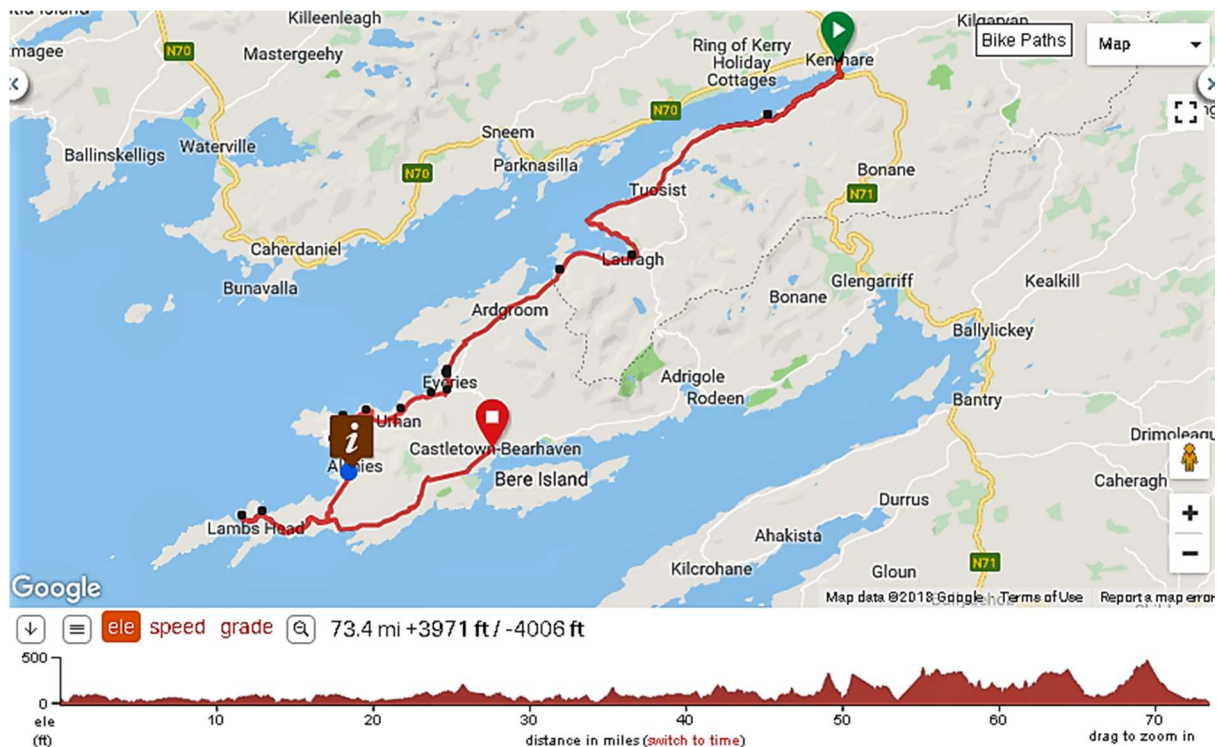 Killeenleagh
Kilgarvan
N70
Mastergeehy
Ring of Kerry
Holiday
Cottages
Kenmare
Bike Paths
Map
Ballinskelligs
Waterville
Sneem
N70
Parknasilla
N70
Bonane
Tuosist
N71
Caherdaniel
Bunavalla
Lauragh
Glengarriff
Kealkill
Bonane
Ardgroom
Ballylickey
Eyeries
Adrigole
Rodeen
Bantry
Urhan
Castletown-Bearhaven
Bere Island
i
Caheragh
Durrus
Lambs Head
Ahakista
Kilcrohane
Gloun
N71
+
−
Google
Map data ©2018 Google
Terms of Use
Report a map error
ele speed grade 73.4 mi +3971 ft / -4006 ft
500
0
ele
(ft)
10 20 30 40 50 60 70
distance in miles (switch to time)
drag to zoom in